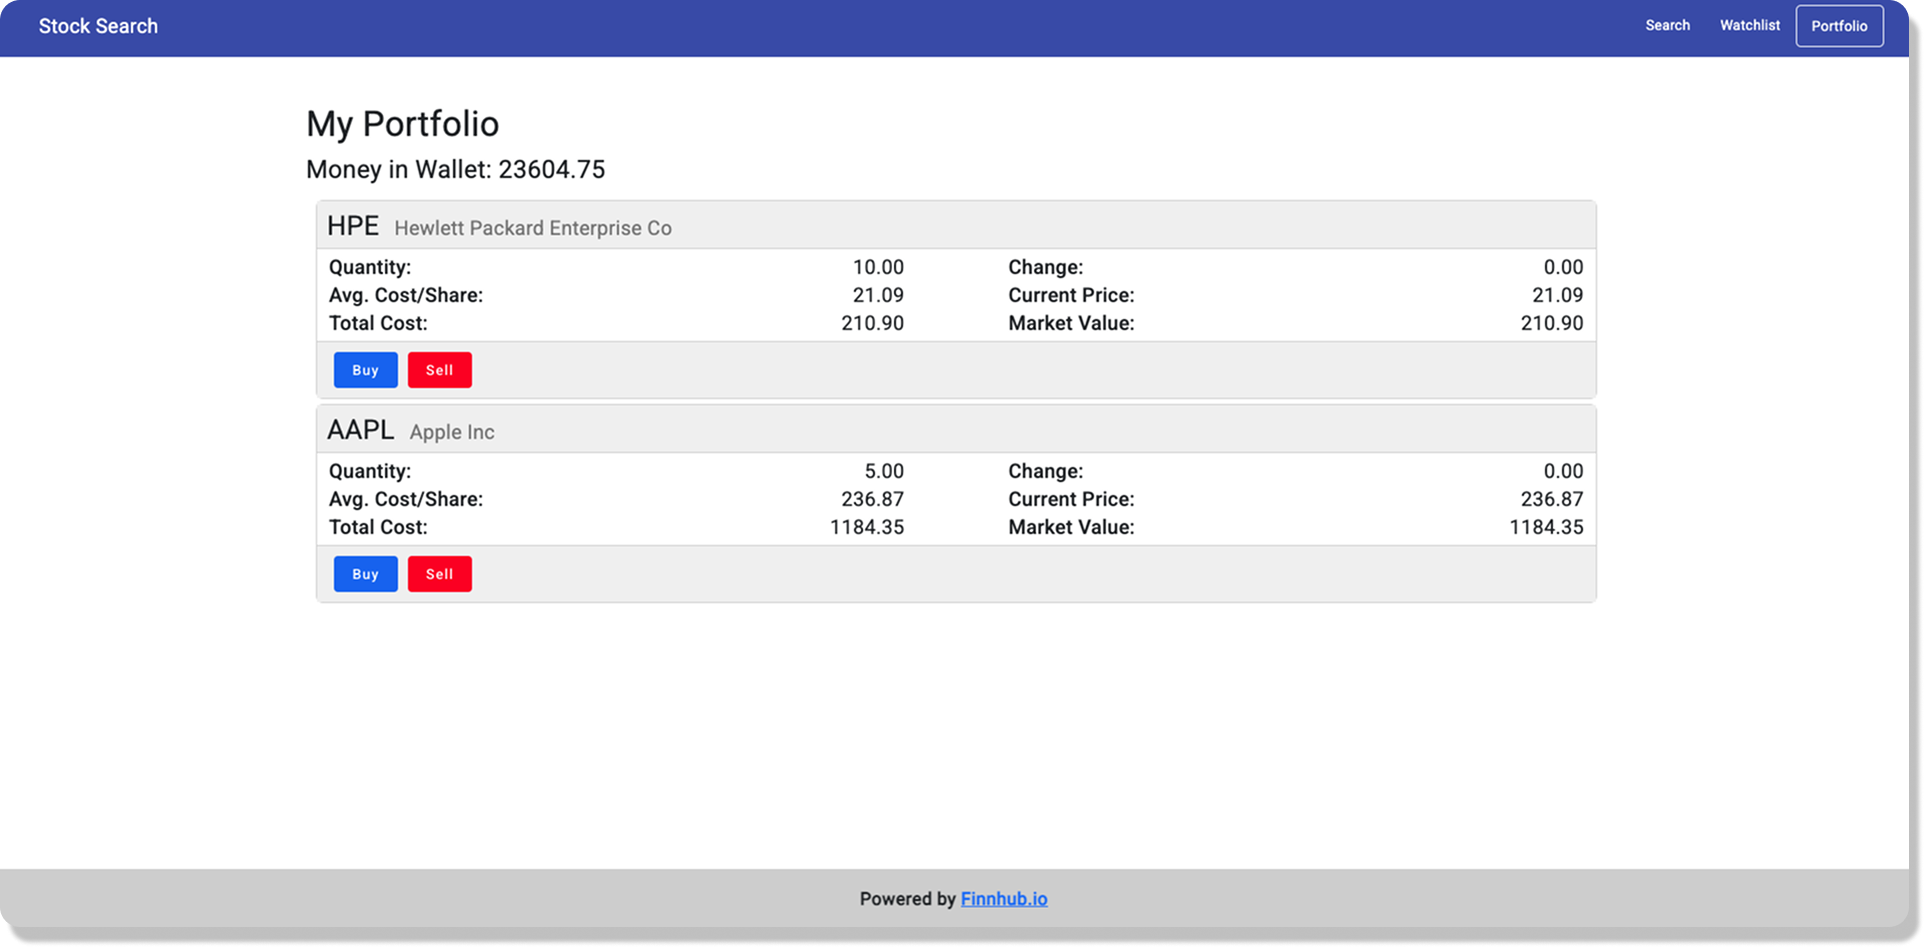 Stock Search
Search Watchlist Portfolio
My Portfolio
Money in Wallet: 23604.75
HPE Hewlett Packard Enterprise Co
Quantity: 10.00 Change: 0.00
Avg. Cost/Share: 21.09 Current Price: 21.09
Total Cost: 210.90 Market Value: 210.90
Buy Sell
AAPL Apple Inc
Quantity: 5.00 Change: 0.00
Avg. Cost/Share: 236.87 Current Price: 236.87
Total Cost: 1184.35 Market Value: 1184.35
Buy Sell
Powered by Finnhub.io